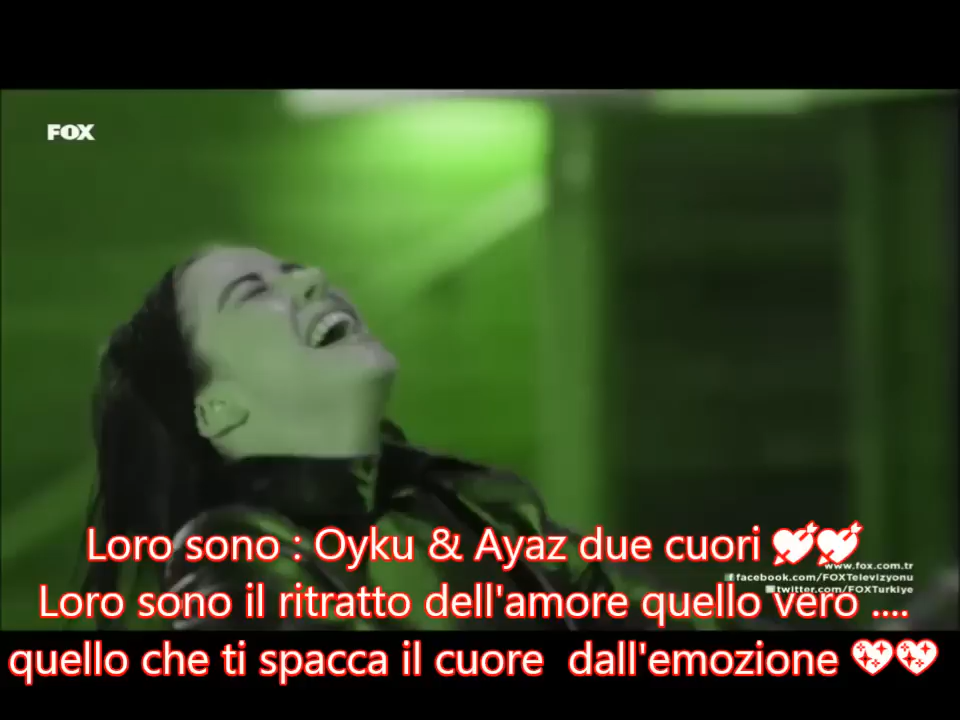 FOX
Loro sono : Oyku & Ayaz due cuori 💘💘
www.fox.com.tr
facebook.com/FOXTelevizyonu
Loro sono il ritratto dell'amore quello vero ....
twitter.com/FOXTurkiye
quello che ti spacca il cuore dall'emozione 💖💖